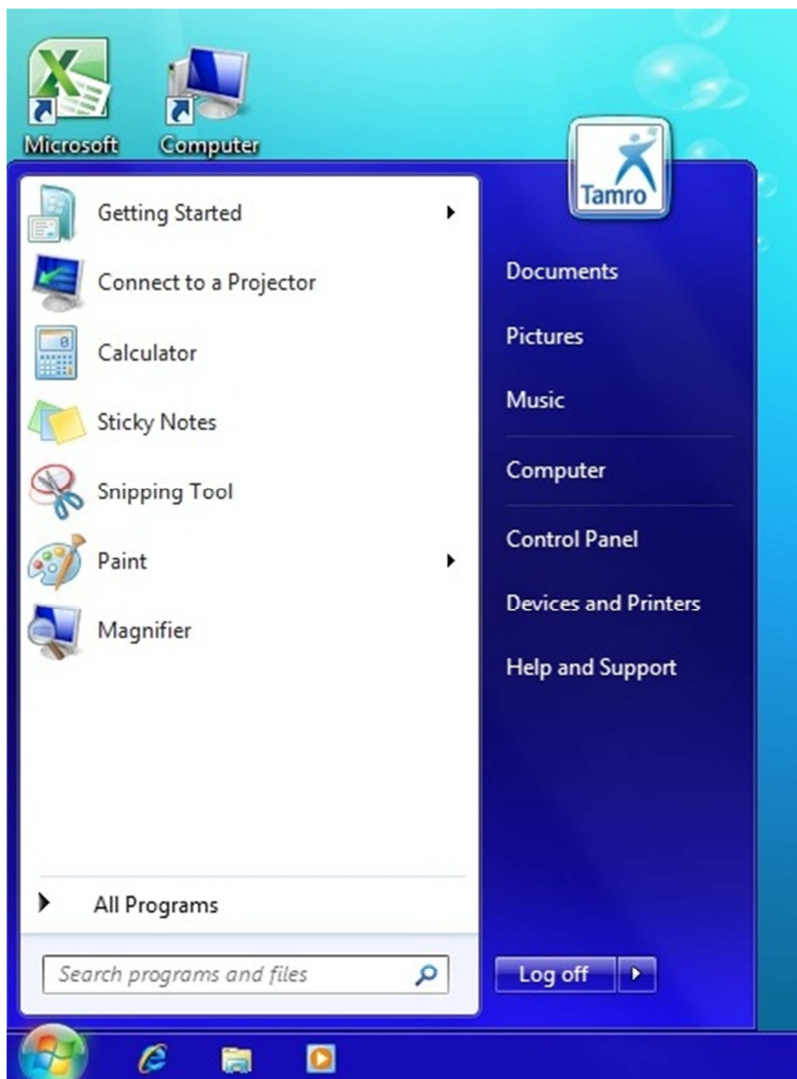 Microsoft
Computer
Tamro
Getting Started
Connect to a Projector
Calculator
Sticky Notes
Snipping Tool
Paint
Magnifier
All Programs
Search programs and files
Documents
Pictures
Music
Computer
Control Panel
Devices and Printers
Help and Support
Log off